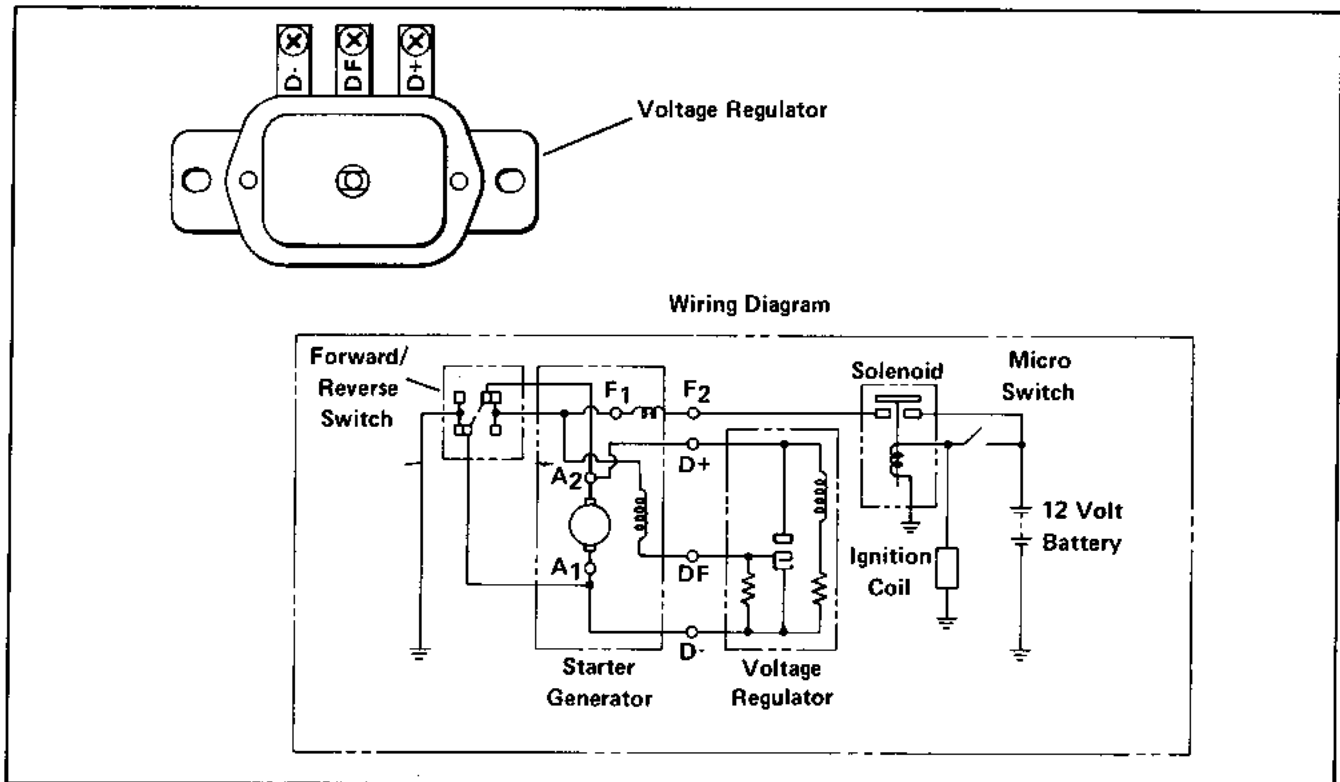 D-
DF
D+
Voltage Regulator
Wiring Diagram
Forward/
Reverse
Switch
F1
F2
Solenoid
Micro
Switch
D+
A2
12 Volt
Battery
A1
DF
Ignition
Coil
D-
Starter
Generator
Voltage
Regulator